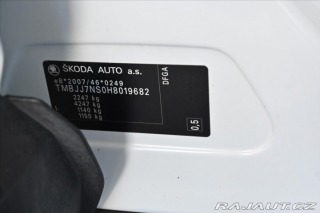 ŠKODA AUTO a.s.
e8*2007/46*0249
TMBJJ7NS0H8019682
2247 kg
4247 kg
1140 kg
1150 kg
DFGA
0,5
RAJAUT.CZ